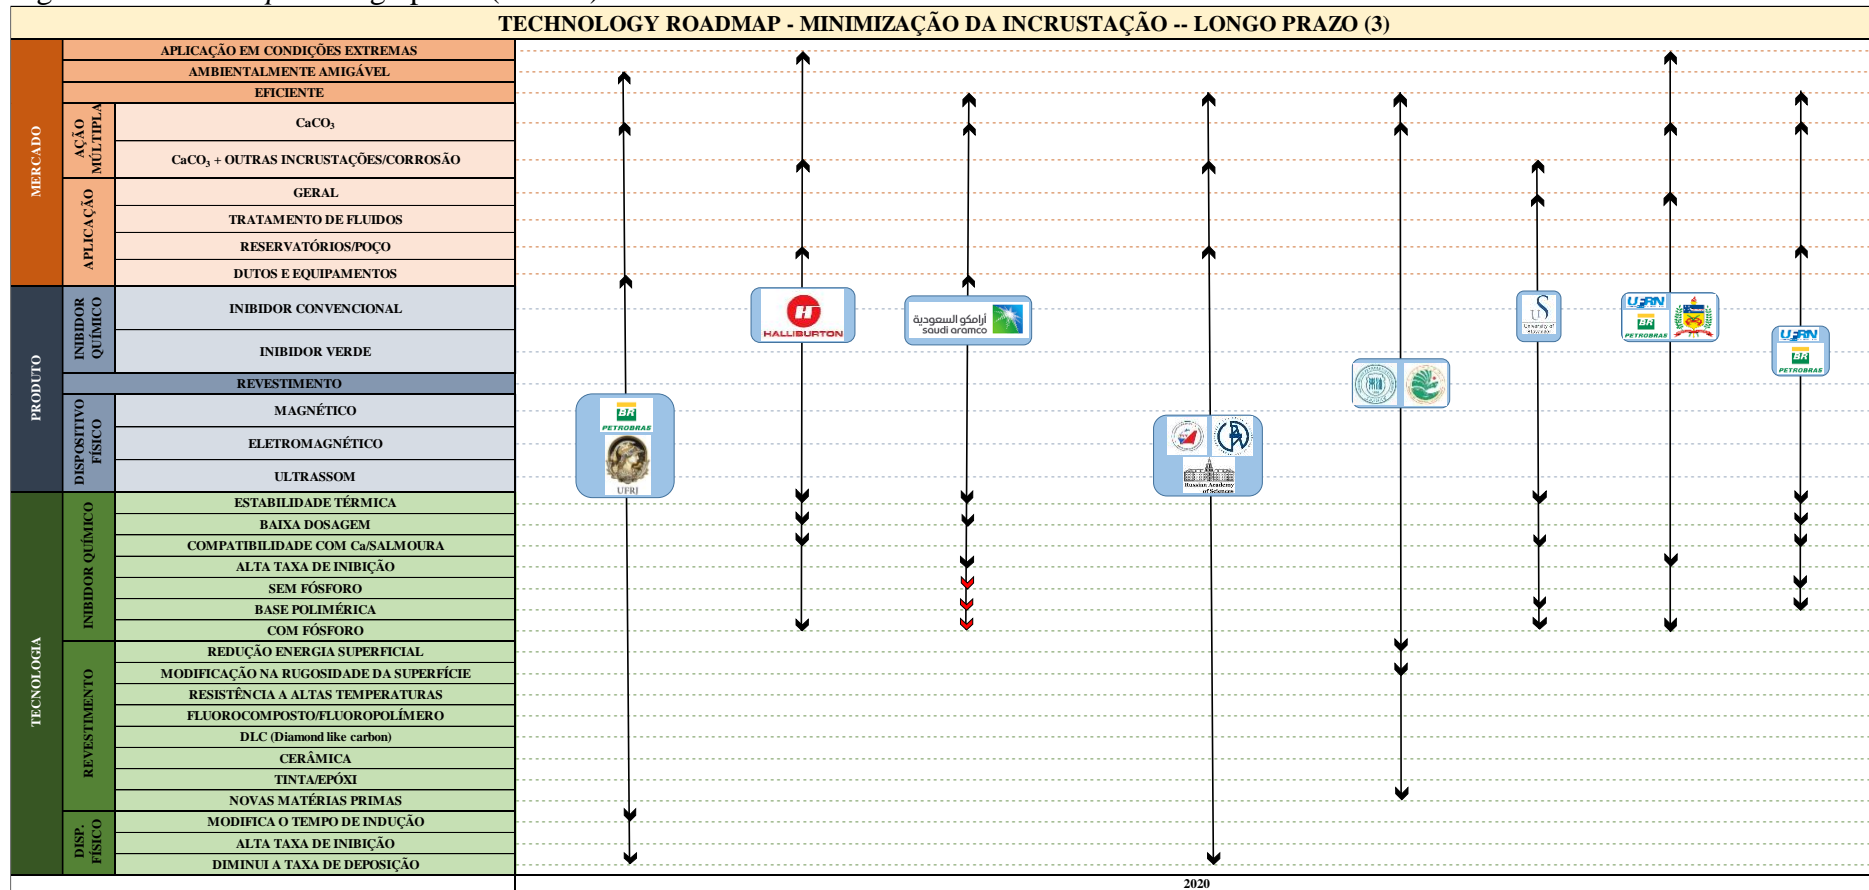 TECHNOLOGY ROADMAP - MINIMIZAÇÃO DA INCRUSTAÇÃO -- LONGO PRAZO (3)
MERCADO
APLICAÇÃO EM CONDIÇÕES EXTREMAS
AMBIENTALMENTE AMIGÁVEL
EFICIENTE
AÇÃO MÚLTIPLA
CaCO₃
CaCO₃ + OUTRAS INCRUSTAÇÕES/CORROSÃO
APLICAÇÃO
GERAL
TRATAMENTO DE FLUIDOS
RESERVATÓRIOS/POÇO
DUTOS E EQUIPAMENTOS
PRODUTO
INIBIDOR QUÍMICO
INIBIDOR CONVENCIONAL
INIBIDOR VERDE
REVESTIMENTO
DISPOSITIVO FÍSICO
MAGNÉTICO
ELETROMAGNÉTICO
ULTRASSOM
TECNOLOGIA
INIBIDOR QUÍMICO
ESTABILIDADE TÉRMICA
BAIXA DOSAGEM
COMPATIBILIDADE COM Ca/SALMOURA
ALTA TAXA DE INIBIÇÃO
SEM FÓSFORO
BASE POLIMÉRICA
COM FÓSFORO
REVESTIMENTO
REDUÇÃO ENERGIA SUPERFICIAL
MODIFICAÇÃO NA RUGOSIDADE DA SUPERFÍCIE
RESISTÊNCIA A ALTAS TEMPERATURAS
FLUOROCOMPOSTO/FLUOROPOLÍMERO
DLC (Diamond like carbon)
CERÂMICA
TINTA/EPÓXI
NOVAS MATÉRIAS PRIMAS
DISP. FÍSICO
MODIFICA O TEMPO DE INDUÇÃO
ALTA TAXA DE INIBIÇÃO
DIMINUI A TAXA DE DEPOSIÇÃO
BR
PETROBRAS
UFRJ
H
HALLIBURTON
أرامكو السعودية
saudi aramco
Russian Academy
of Sciences
US
University of
UFRN
BR
PETROBRAS
UFRN
BR
PETROBRAS
2020